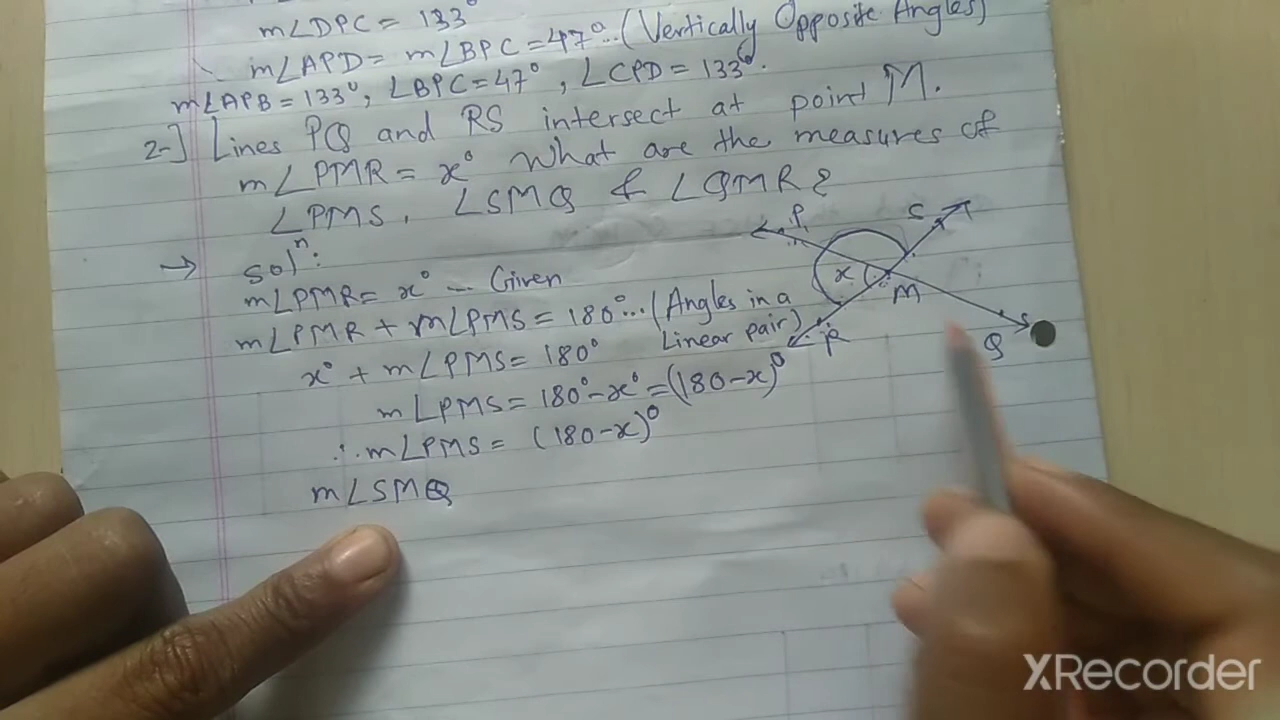 m∠DPC = 133°
m∠APD = m∠BPC = 47° ... (Vertically Opposite Angles)
m∠APB = 133°, ∠BPC = 47°, ∠CPD = 133°.
2-] Lines PQ and RS intersect at point M.
m∠PMR = x° What are the measures of
∠PMS, ∠SMQ & ∠QMR?
→ Solⁿ:
m∠PMR = x° -- Given
m∠PMR + m∠PMS = 180° ... (Angles in a
Linear pair)
x° + m∠PMS = 180°
m∠PMS = 180° - x° = (180-x)°
∴ m∠PMS = (180-x)°
m∠SMQ
P
S
x
M
R
Q
XRecorder